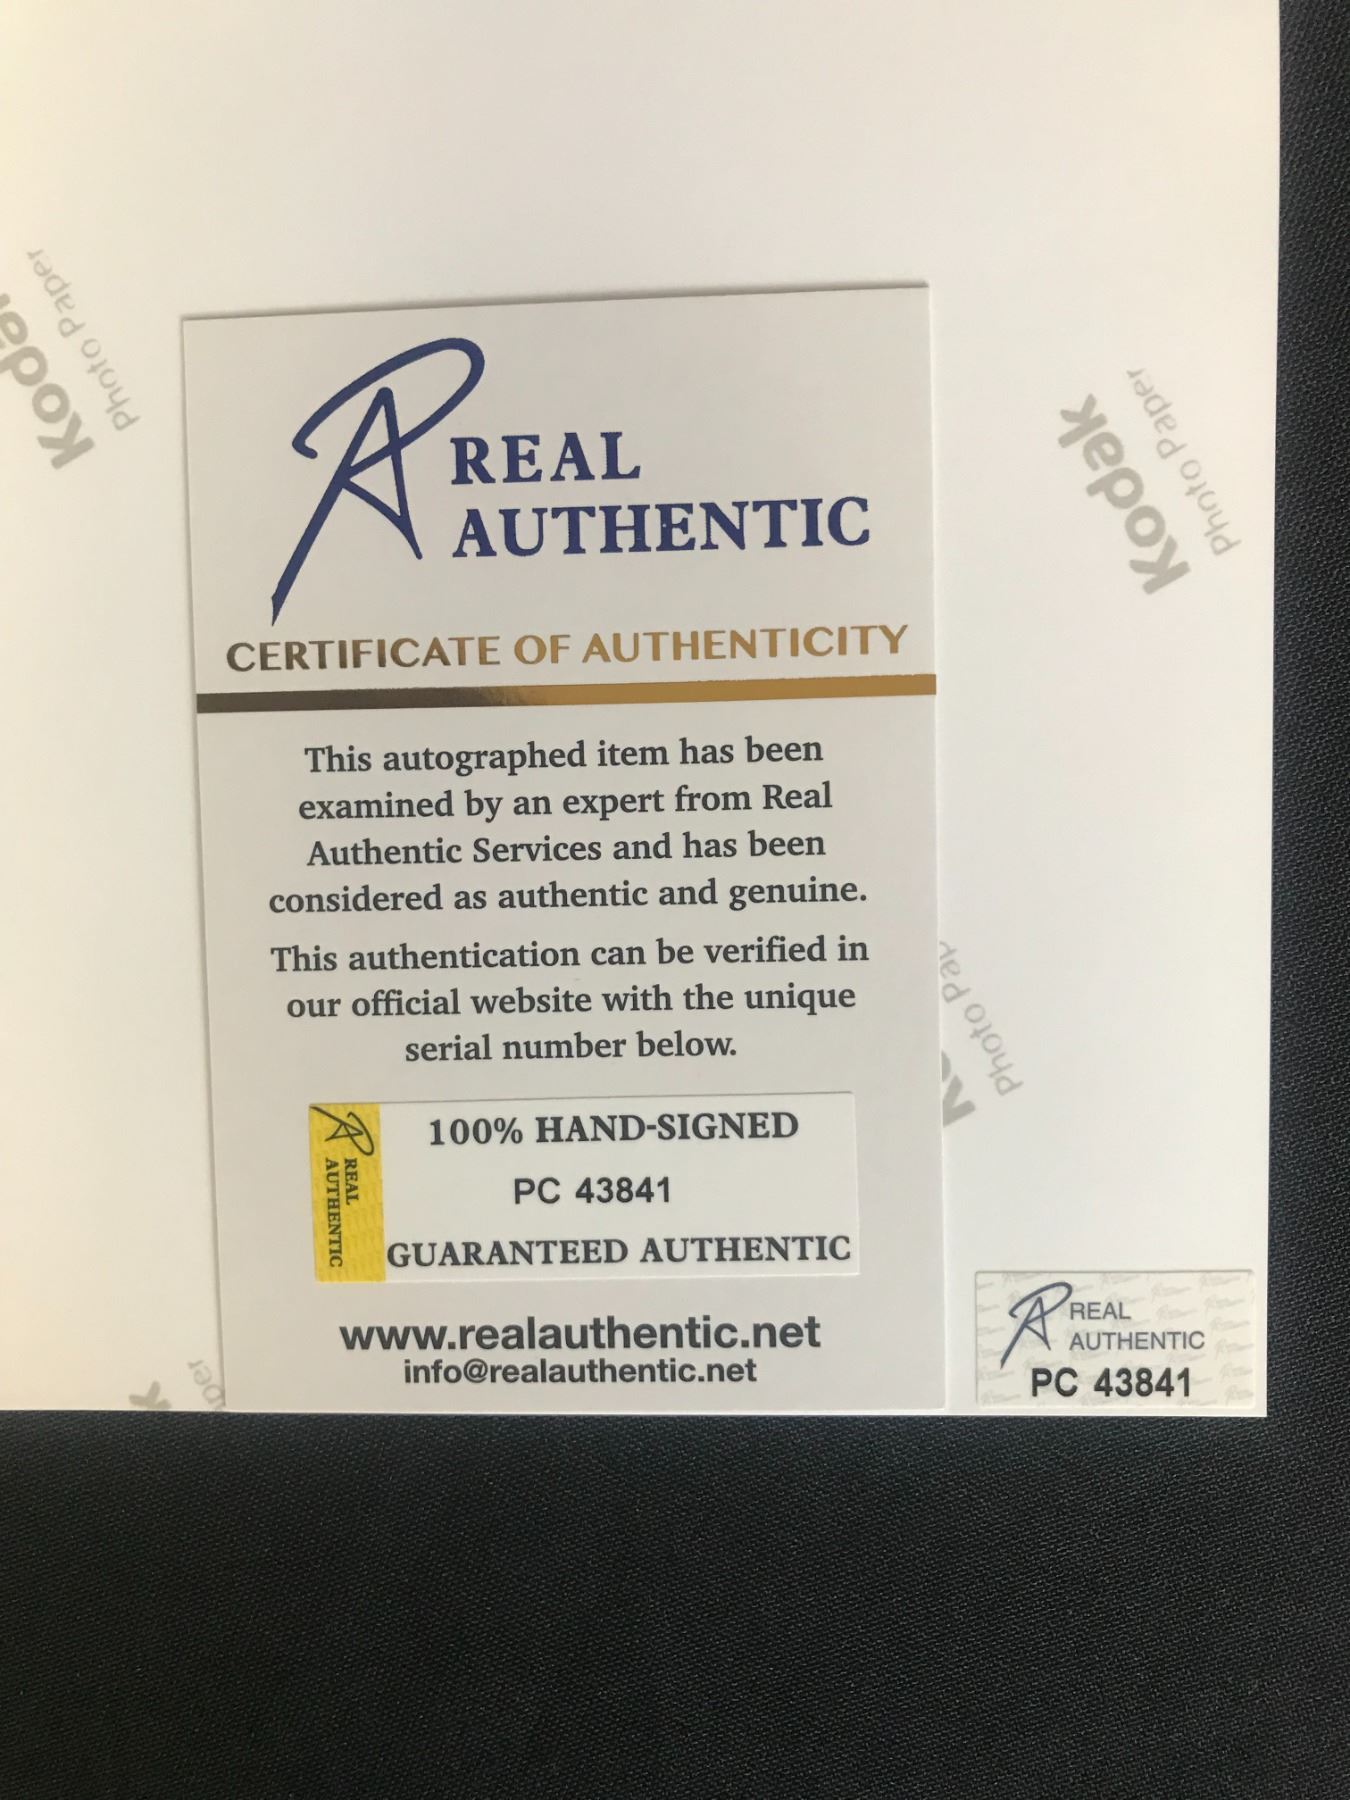 Photo Paper
Kodak
Photo Paper
REAL
AUTHENTIC
CERTIFICATE OF AUTHENTICITY
This autographed item has been
examined by an expert from Real
Authentic Services and has been
considered as authentic and genuine.
This authentication can be verified in
our official website with the unique
serial number below.
REAL
AUTHENTIC
100% HAND-SIGNED
PC 43841
GUARANTEED AUTHENTIC
www.realauthentic.net
info@realauthentic.net
REAL
AUTHENTIC
PC 43841